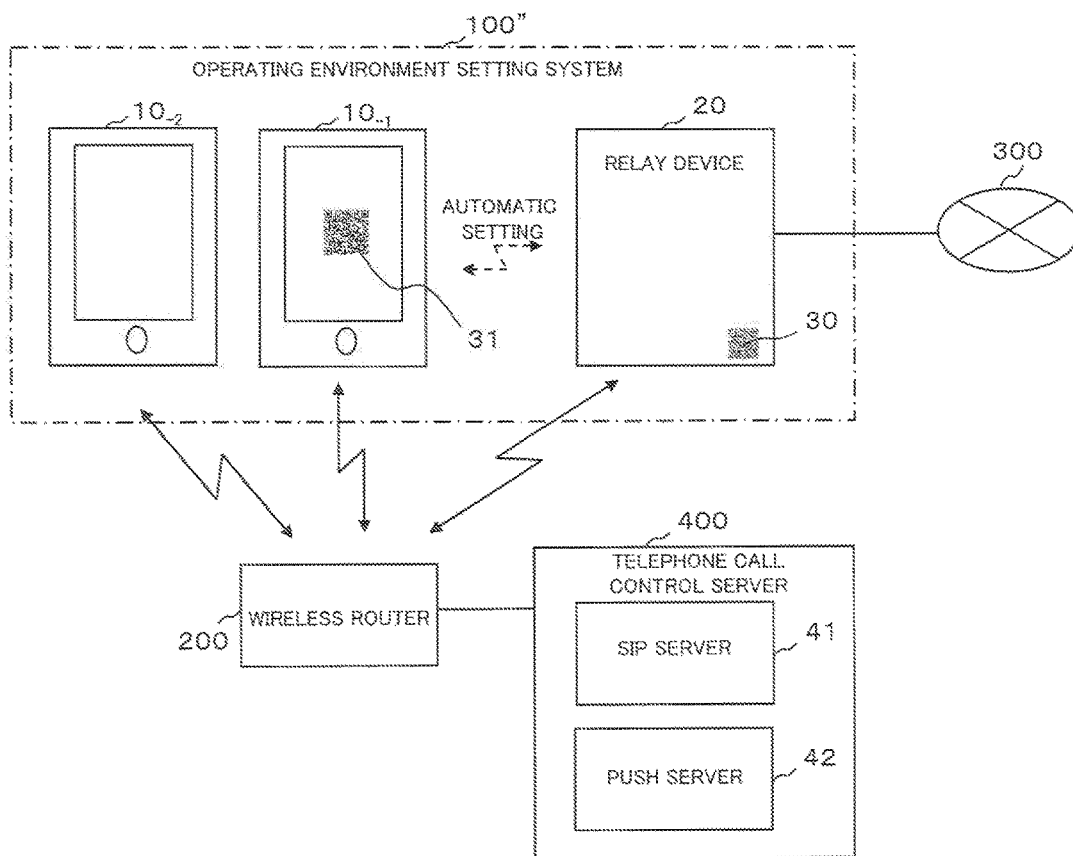 100"
OPERATING ENVIRONMENT SETTING SYSTEM
10-2
10-1
20
RELAY DEVICE
300
AUTOMATIC
SETTING
31
30
400
TELEPHONE CALL
CONTROL SERVER
WIRELESS ROUTER
200
SIP SERVER
41
PUSH SERVER
42